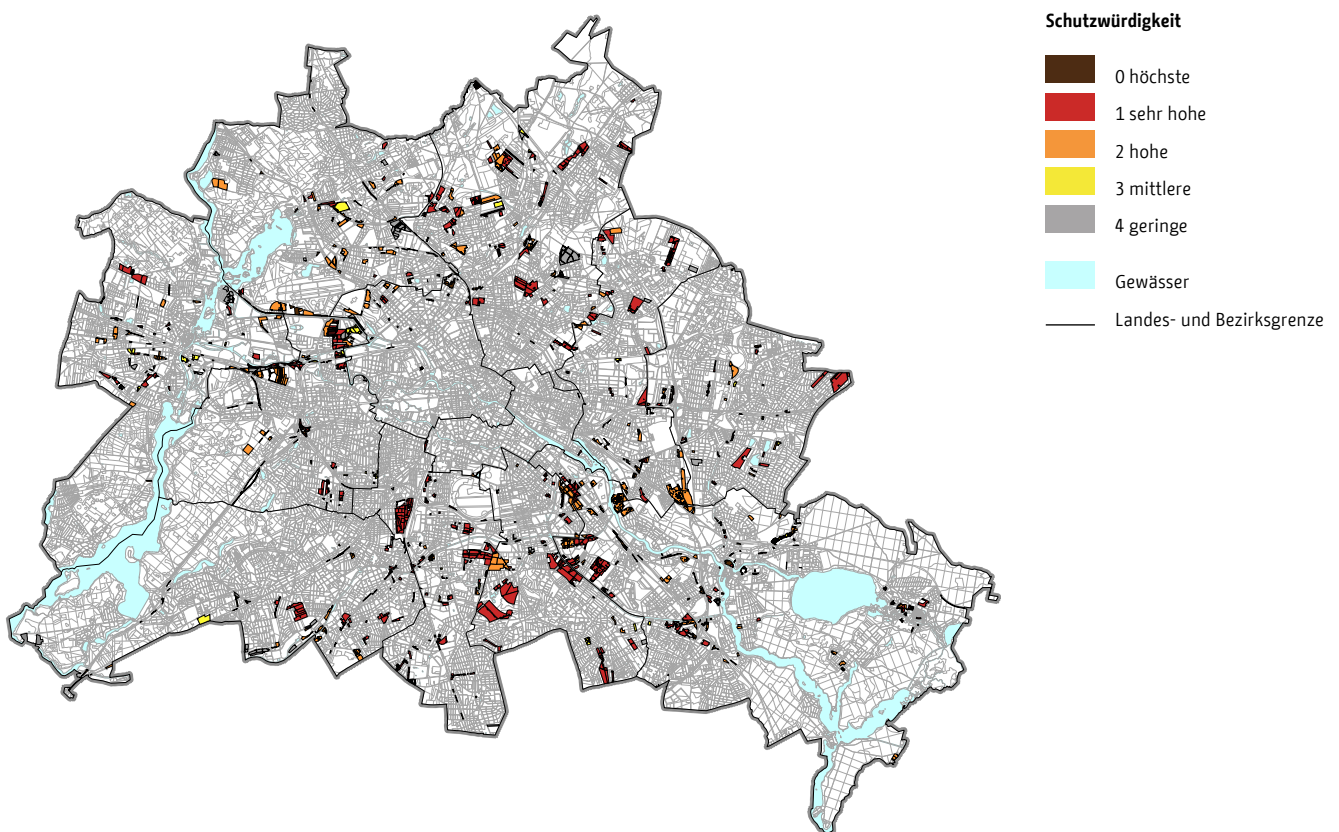 Schutzwürdigkeit
0 höchste
1 sehr hohe
2 hohe
3 mittlere
4 geringe
Gewässer
Landes- und Bezirksgrenze